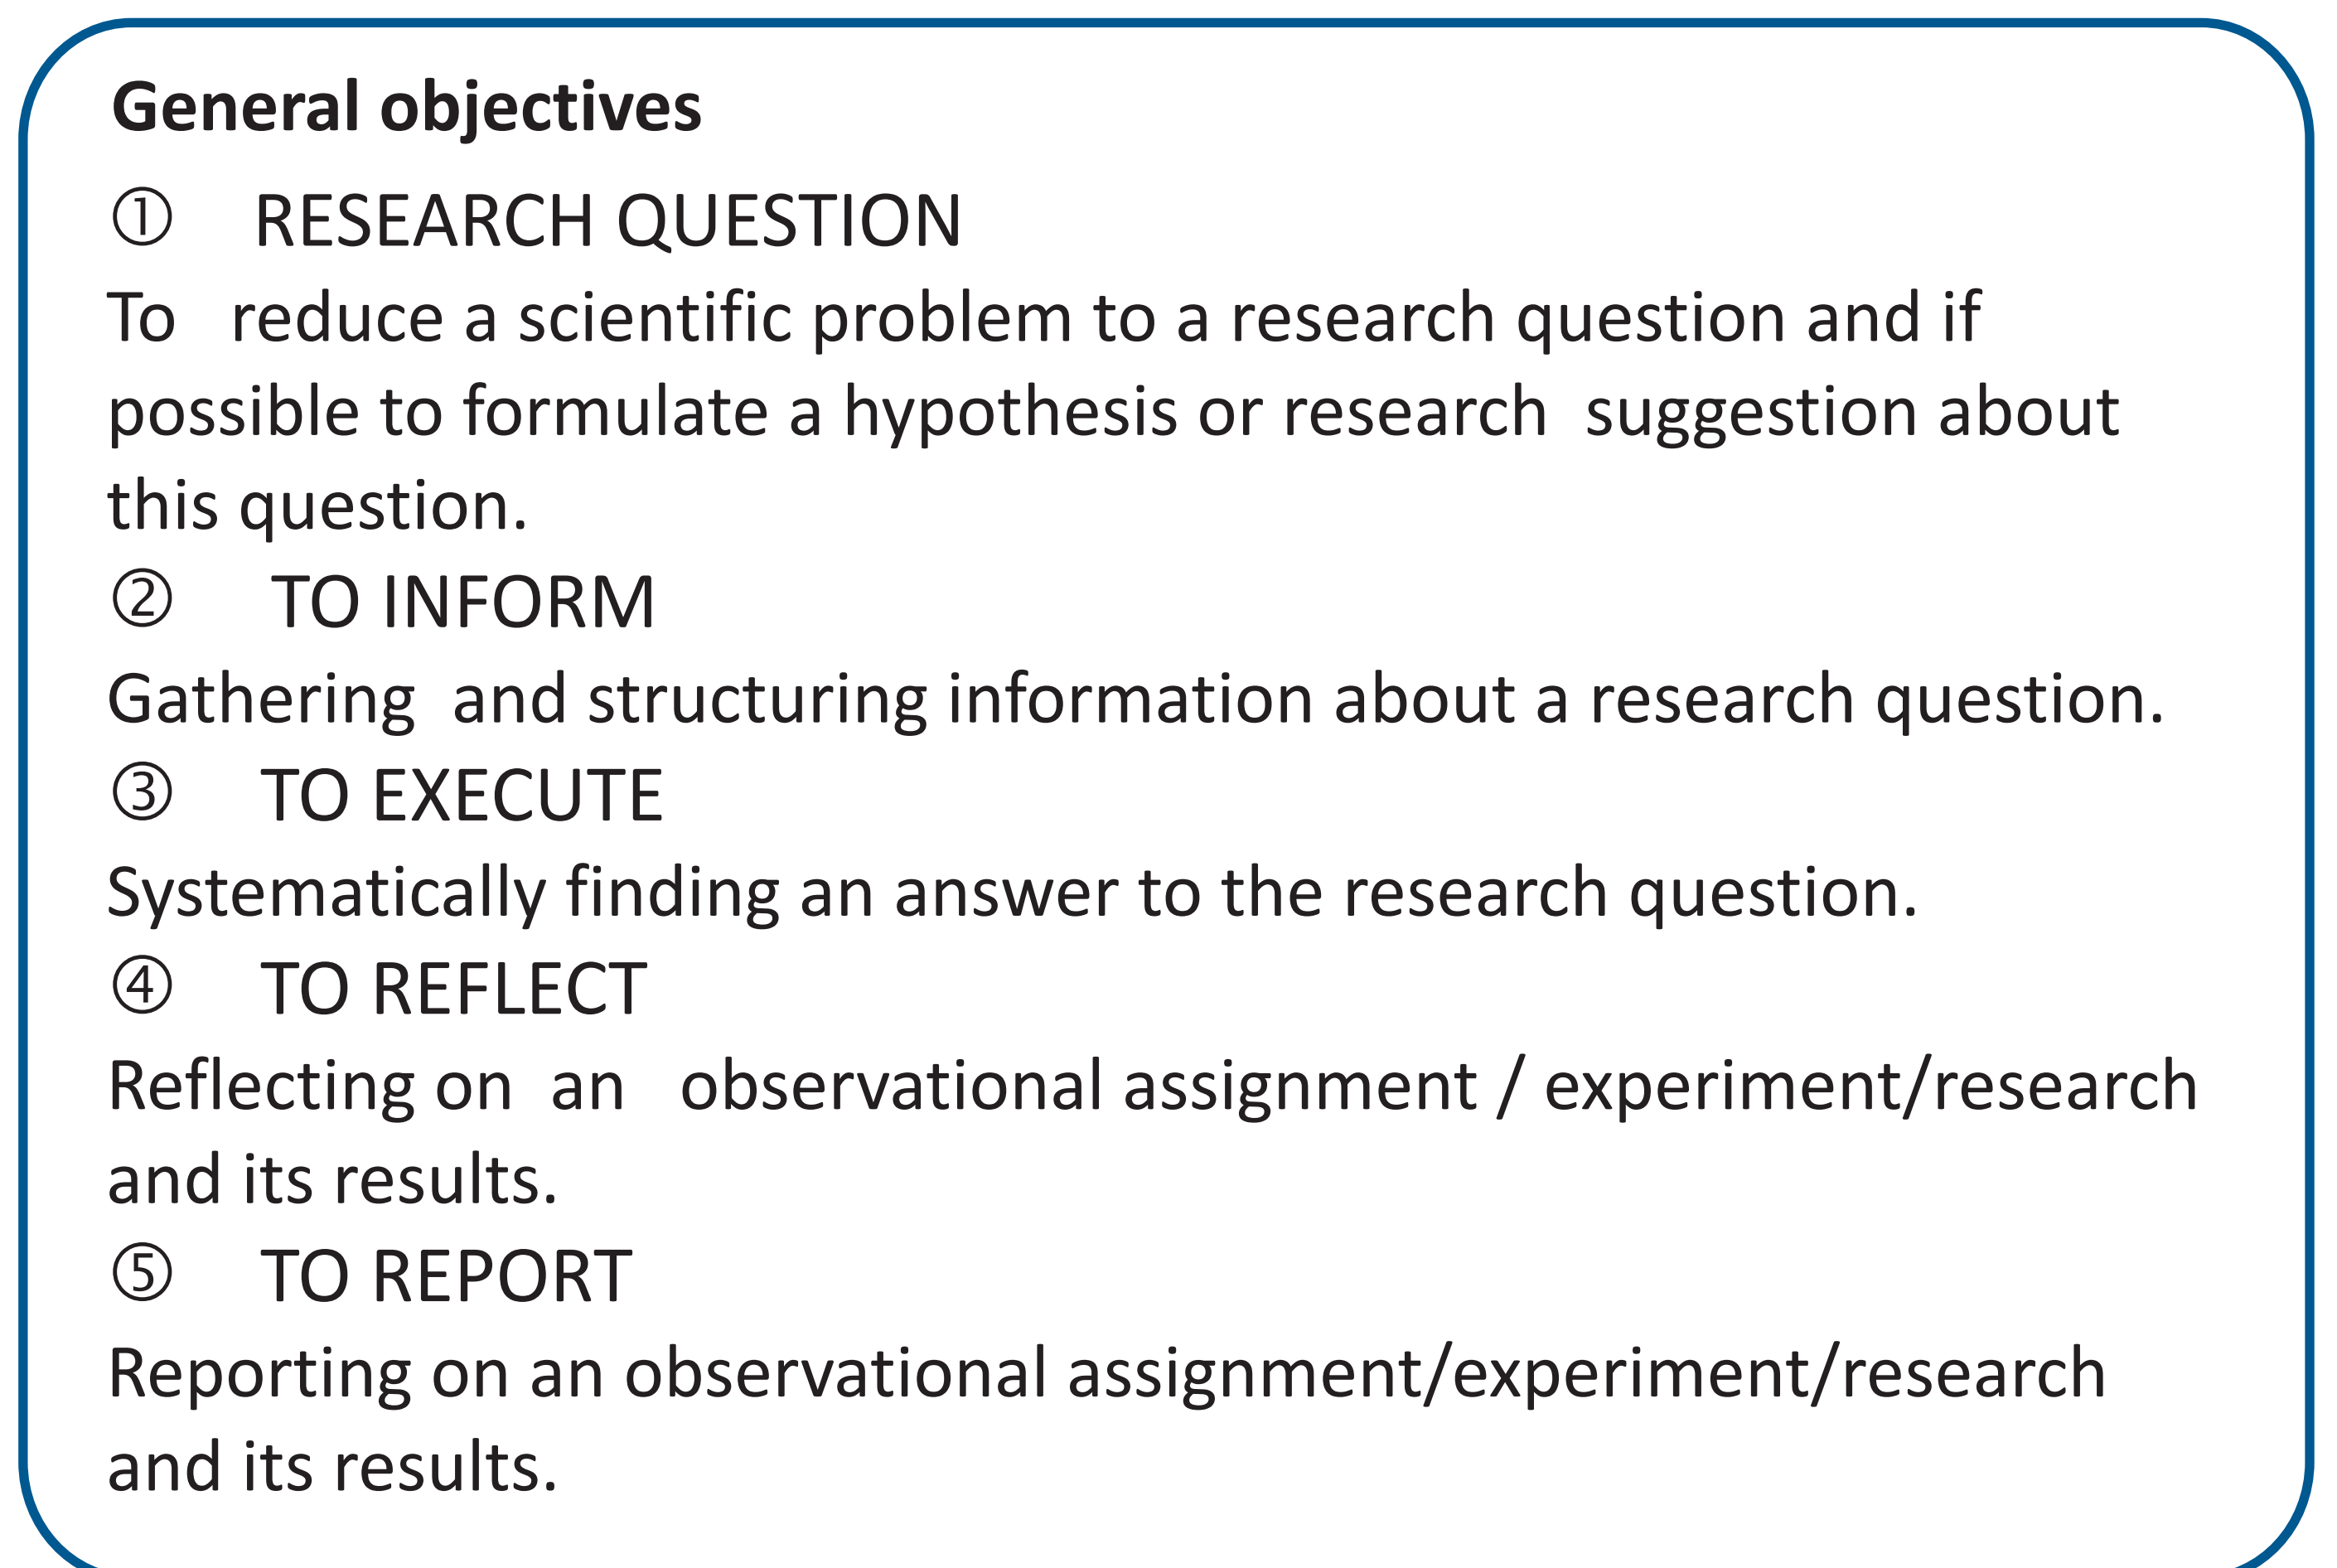 General objectives
① RESEARCH QUESTION
To reduce a scientific problem to a research question and if
possible to formulate a hypothesis or research suggestion about
this question.
② TO INFORM
Gathering and structuring information about a research question.
③ TO EXECUTE
Systematically finding an answer to the research question.
④ TO REFLECT
Reflecting on an observational assignment / experiment/research
and its results.
⑤ TO REPORT
Reporting on an observational assignment/experiment/research
and its results.